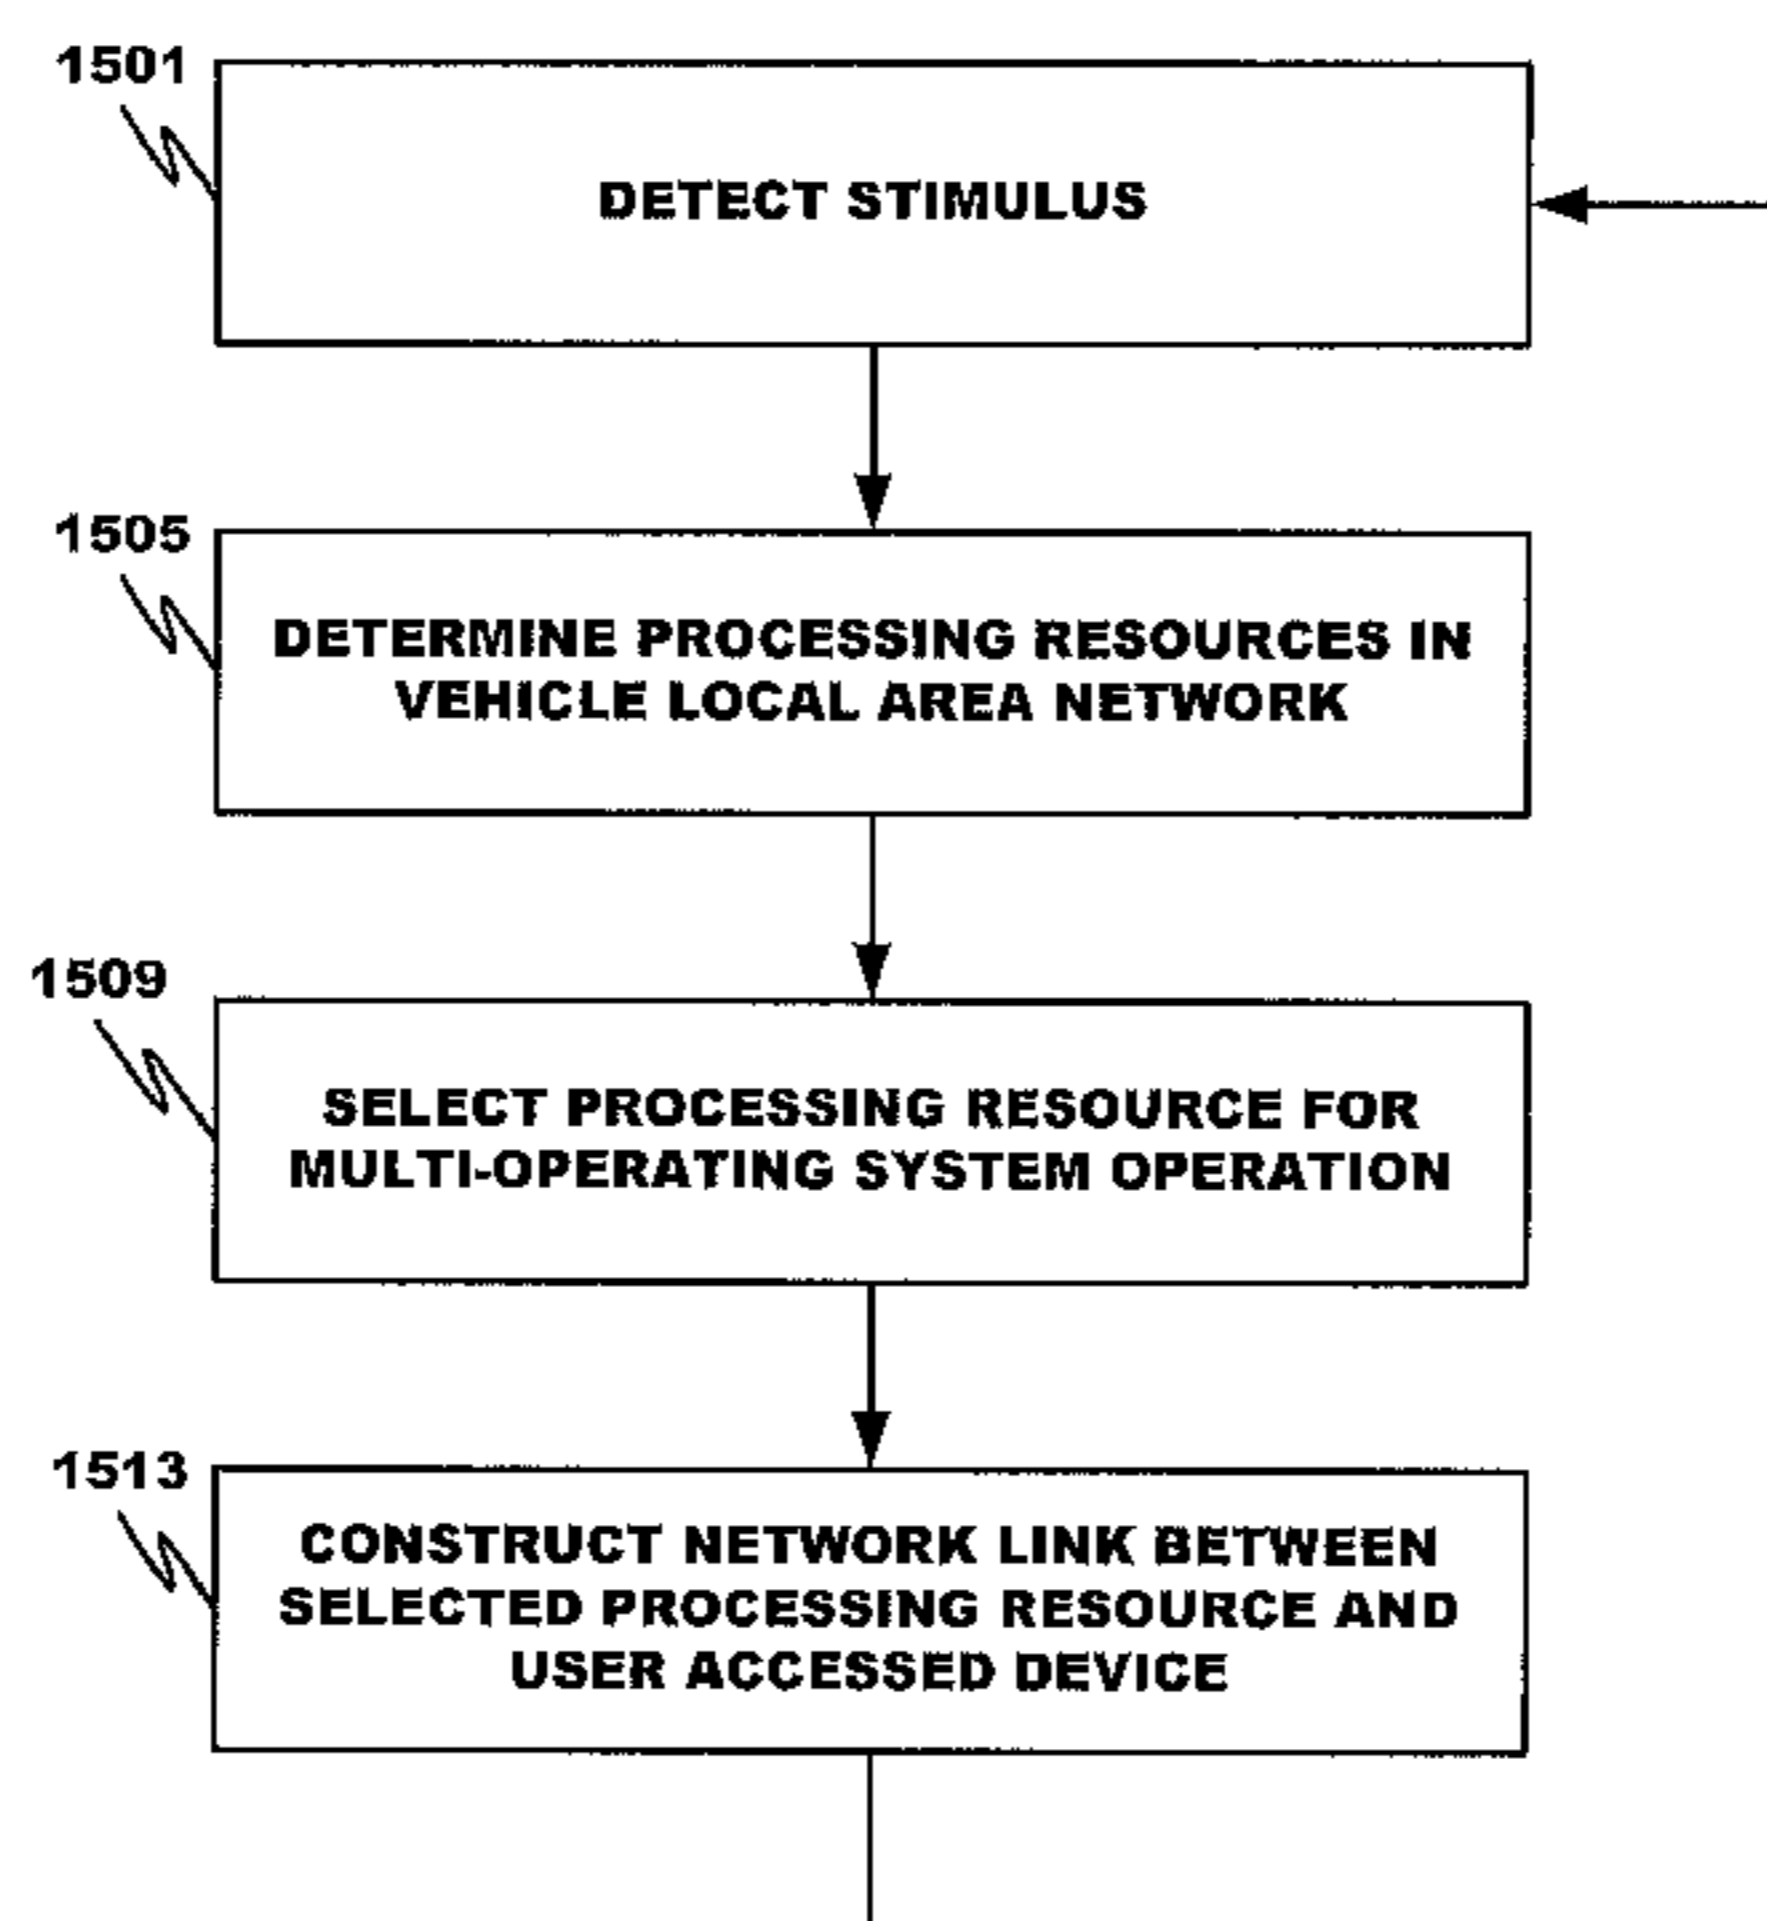 1501
DETECT STIMULUS
1505
DETERMINE PROCESSING RESOURCES IN
VEHICLE LOCAL AREA NETWORK
1509
SELECT PROCESSING RESOURCE FOR
MULTI-OPERATING SYSTEM OPERATION
1513
CONSTRUCT NETWORK LINK BETWEEN
SELECTED PROCESSING RESOURCE AND
USER ACCESSED DEVICE